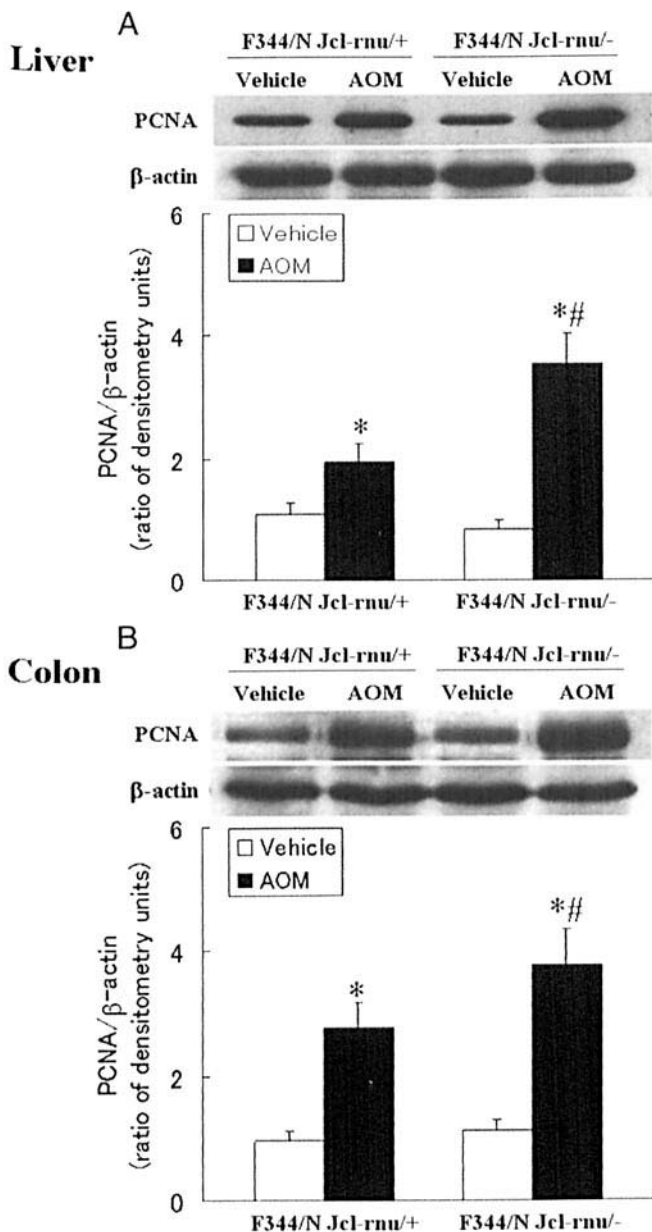 A
Liver
F344/N Jcl-rnu/+ F344/N Jcl-rnu/-
Vehicle AOM Vehicle AOM
PCNA
β-actin
6
4
2
0
PCNA/β-actin
(ratio of densitometry units)
Vehicle
AOM
*
*#
F344/N Jcl-rnu/+ F344/N Jcl-rnu/-
B
Colon
F344/N Jcl-rnu/+ F344/N Jcl-rnu/-
Vehicle AOM Vehicle AOM
PCNA
β-actin
6
4
2
0
PCNA/β-actin
(ratio of densitometry units)
Vehicle
AOM
*
*#
F344/N Jcl-rnu/+ F344/N Jcl-rnu/-